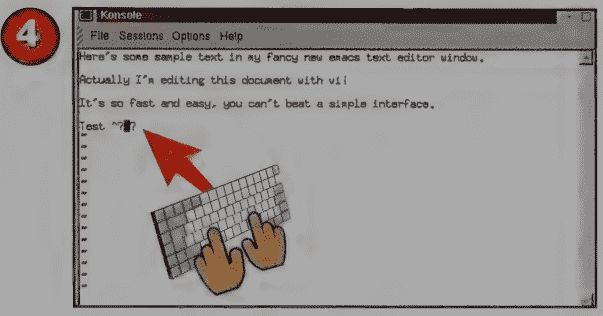 4
Konsole
File Sessions Options Help
Here's some sample text in my fancy new emacs text editor window.
Actually I'm editing this document with vi!
It's so fast and easy, you can't beat a simple interface.
Test ^?^?
~
~
~
~
~
~
~
~
~
~